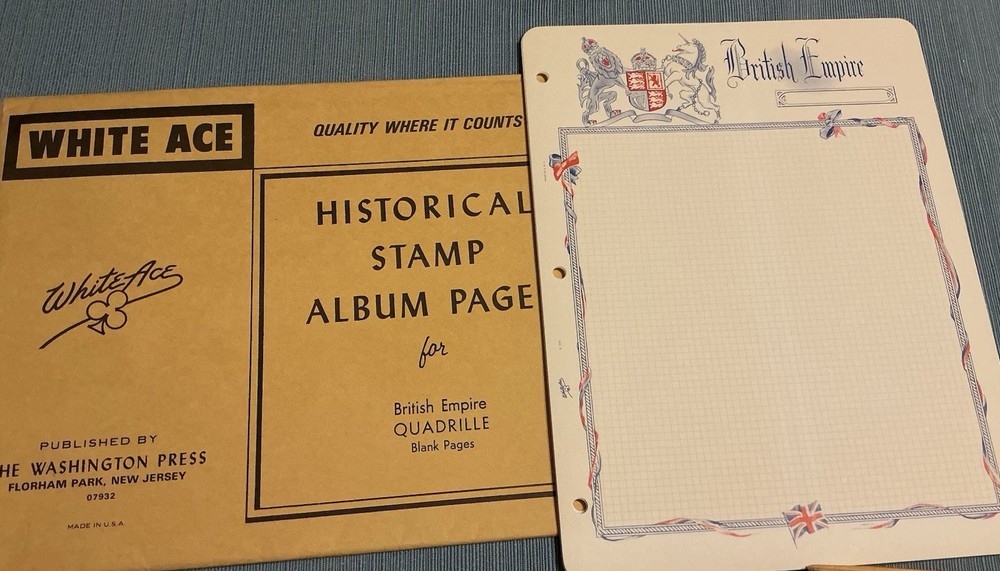 WHITE ACE
QUALITY WHERE IT COUNTS
HISTORICAL
STAMP
ALBUM PAGE
for
British Empire
QUADRILLE
Blank Pages
White Ace
PUBLISHED BY
HE WASHINGTON PRESS
FLORHAM PARK, NEW JERSEY
07932
MADE IN U.S.A
British Empire